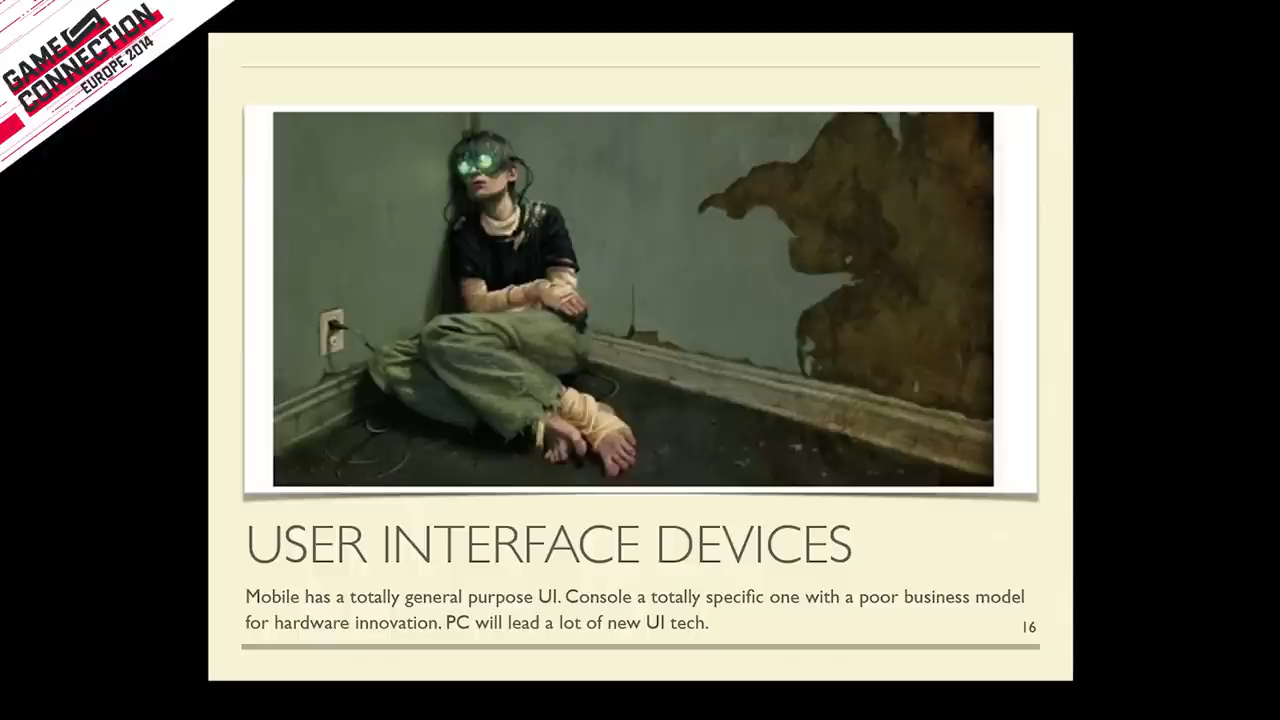 GAME
CONNECTION
EUROPE 2014
USER INTERFACE DEVICES
Mobile has a totally general purpose UI. Console a totally specific one with a poor business model
for hardware innovation. PC will lead a lot of new UI tech.
16